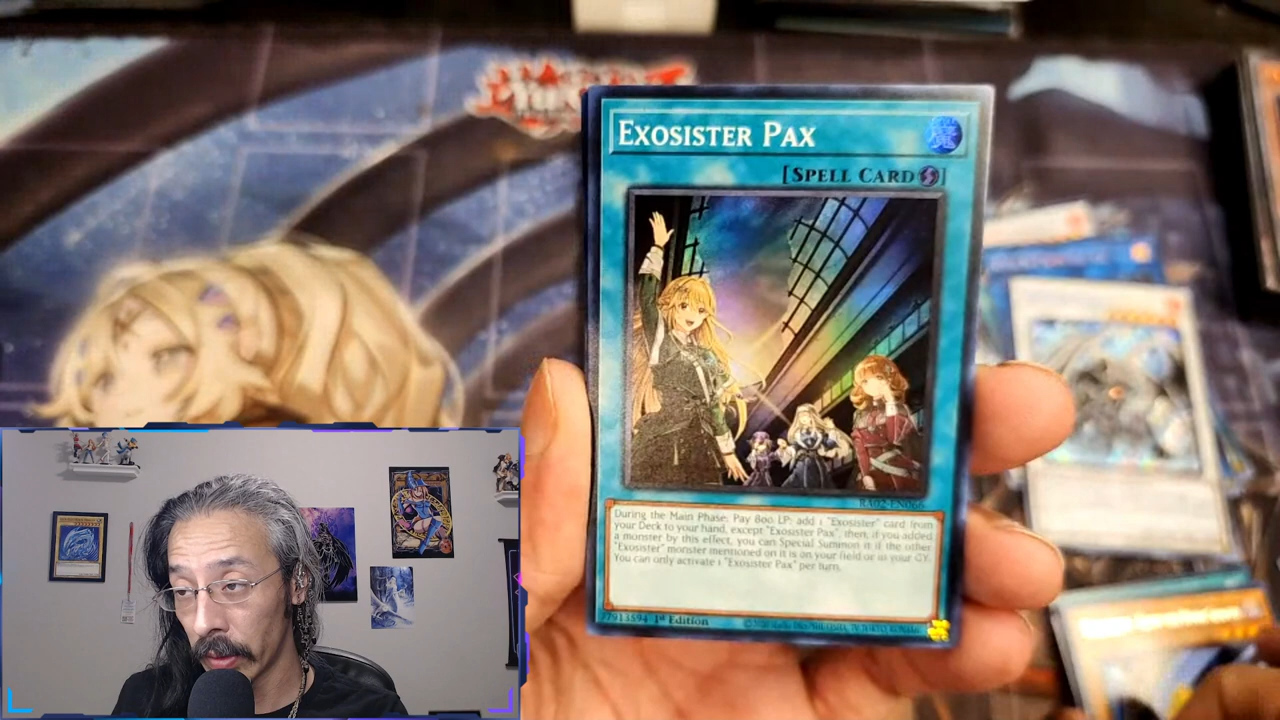 EXOSISTER PAX
[SPELL CARD]
RA02-EN066
During the Main Phase: Pay 800 LP; add 1 "Exosister" card from
your Deck to your hand, except "Exosister Pax", then, if you added
a monster by this effect, you can Special Summon it if the other
"Exosister" monster mentioned on it is on your field or in your GY.
You can only activate 1 "Exosister Pax" per turn.
77913594 1st Edition